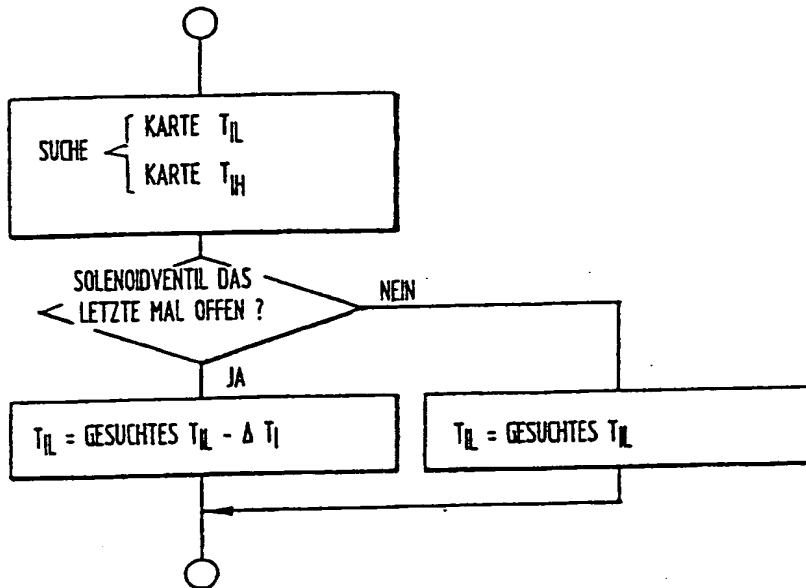 KARTE T_IL
SUCHE
KARTE T_IH
SOLENOIDVENTIL DAS
LETZTE MAL OFFEN ?
NEIN
JA
T_IL = GESUCHTES T_IL - Δ T_I
T_IL = GESUCHTES T_IL